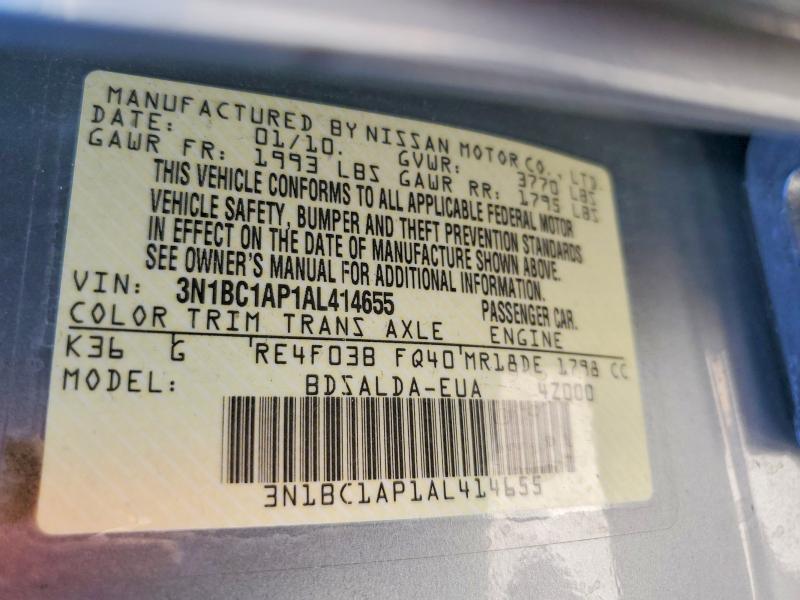 MANUFACTURED BY NISSAN MOTOR CO., LTD.
DATE: 01/10. GVWR: 3770 LBS
GAWR FR: 1993 LBS GAWR RR: 1795 LBS
THIS VEHICLE CONFORMS TO ALL APPLICABLE FEDERAL MOTOR
VEHICLE SAFETY, BUMPER AND THEFT PREVENTION STANDARDS
IN EFFECT ON THE DATE OF MANUFACTURE SHOWN ABOVE.
SEE OWNER'S MANUAL FOR ADDITIONAL INFORMATION.
VIN: 3N1BC1AP1AL414655 PASSENGER CAR.
COLOR TRIM TRANS AXLE ENGINE
K36 G RE4F03B FQ40 MR18DE 1798 CC
MODEL: BDSALDA-EUA 4Z000
3N1BC1AP1AL414655